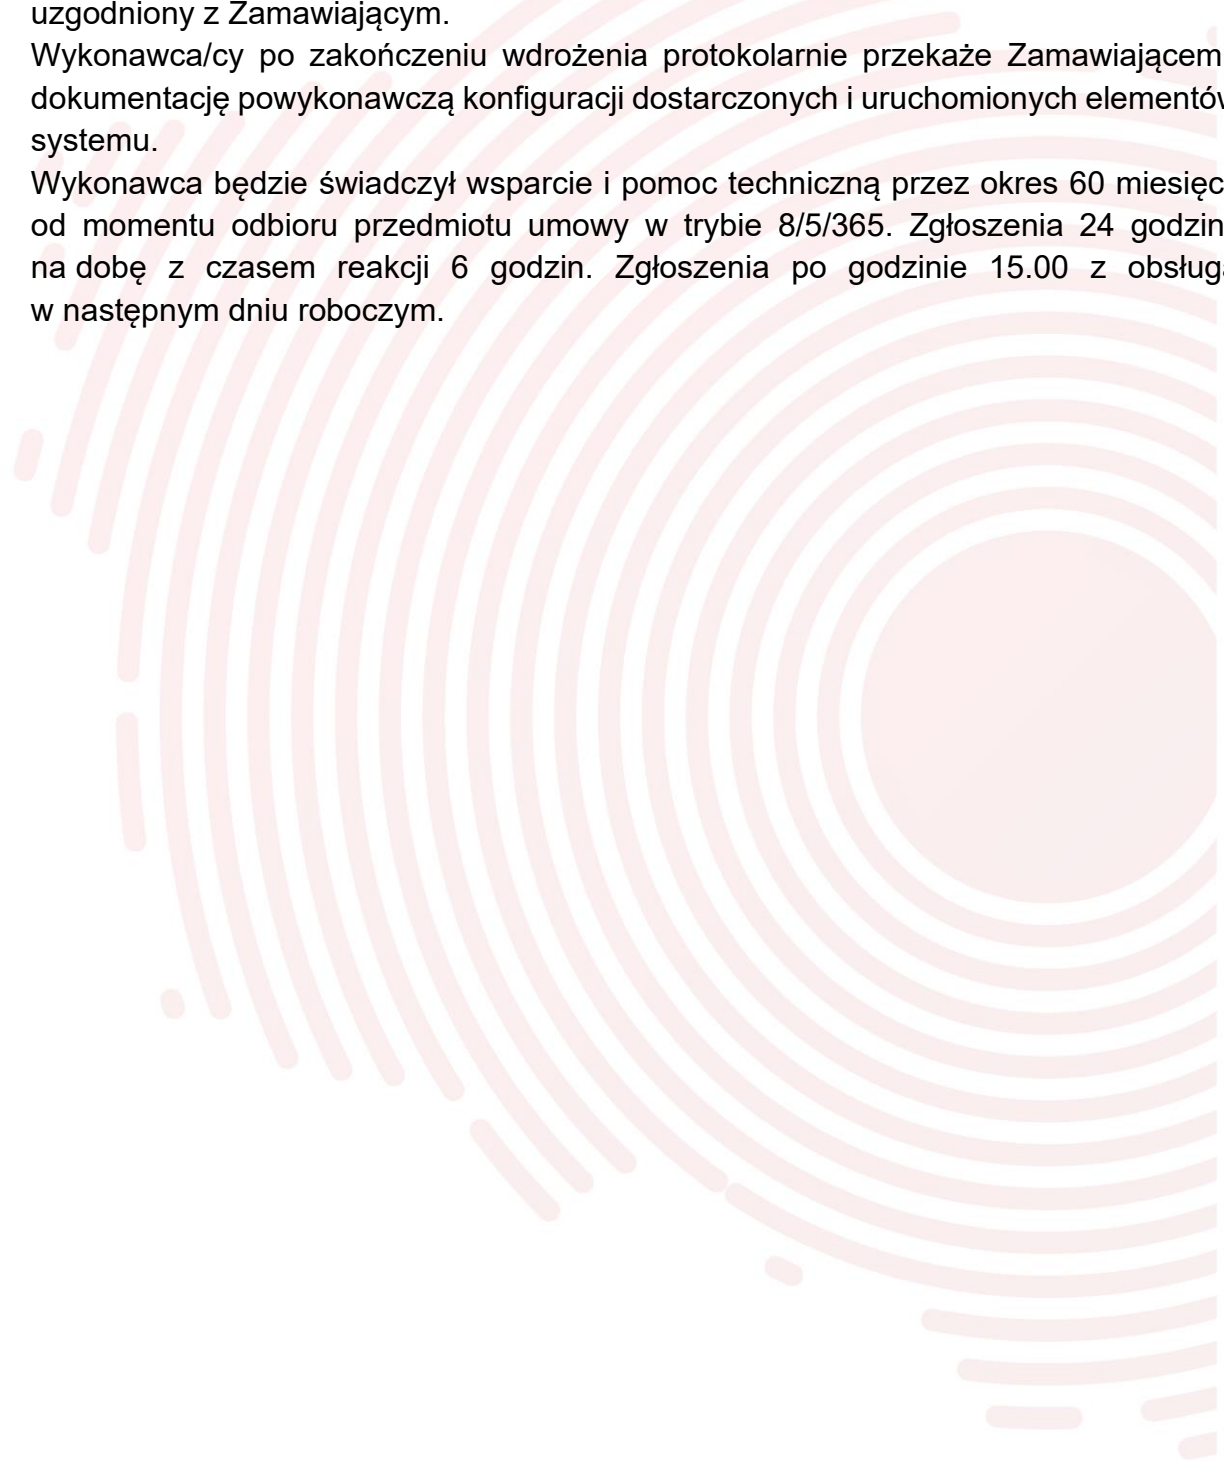 uzgodniony z Zamawiającym.
Wykonawca/cy po zakończeniu wdrożenia protokolarnie przekaże Zamawiającem
dokumentację powykonawczą konfiguracji dostarczonych i uruchomionych elementów
systemu.
Wykonawca będzie świadczył wsparcie i pomoc techniczną przez okres 60 miesięc
od momentu odbioru przedmiotu umowy w trybie 8/5/365. Zgłoszenia 24 godzin
na dobę z czasem reakcji 6 godzin. Zgłoszenia po godzinie 15.00 z obsługą
w następnym dniu roboczym.